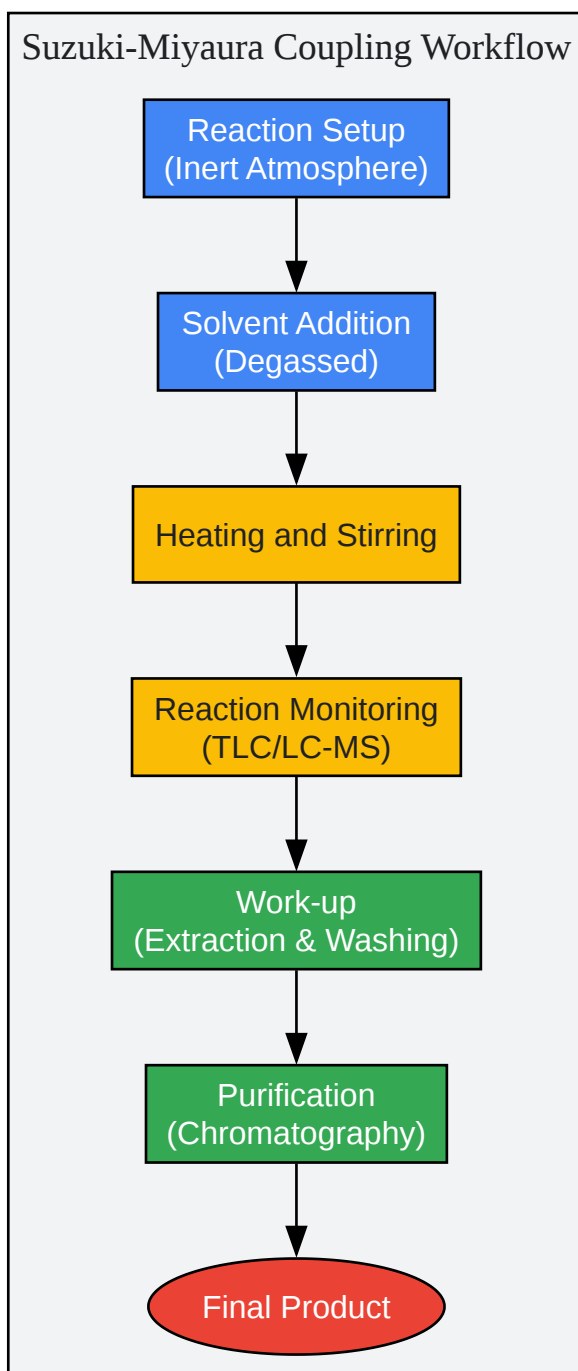 Suzuki-Miyaura Coupling Workflow
Reaction Setup
(Inert Atmosphere)
Solvent Addition
(Degassed)
Heating and Stirring
Reaction Monitoring
(TLC/LC-MS)
Work-up
(Extraction & Washing)
Purification
(Chromatography)
Final Product